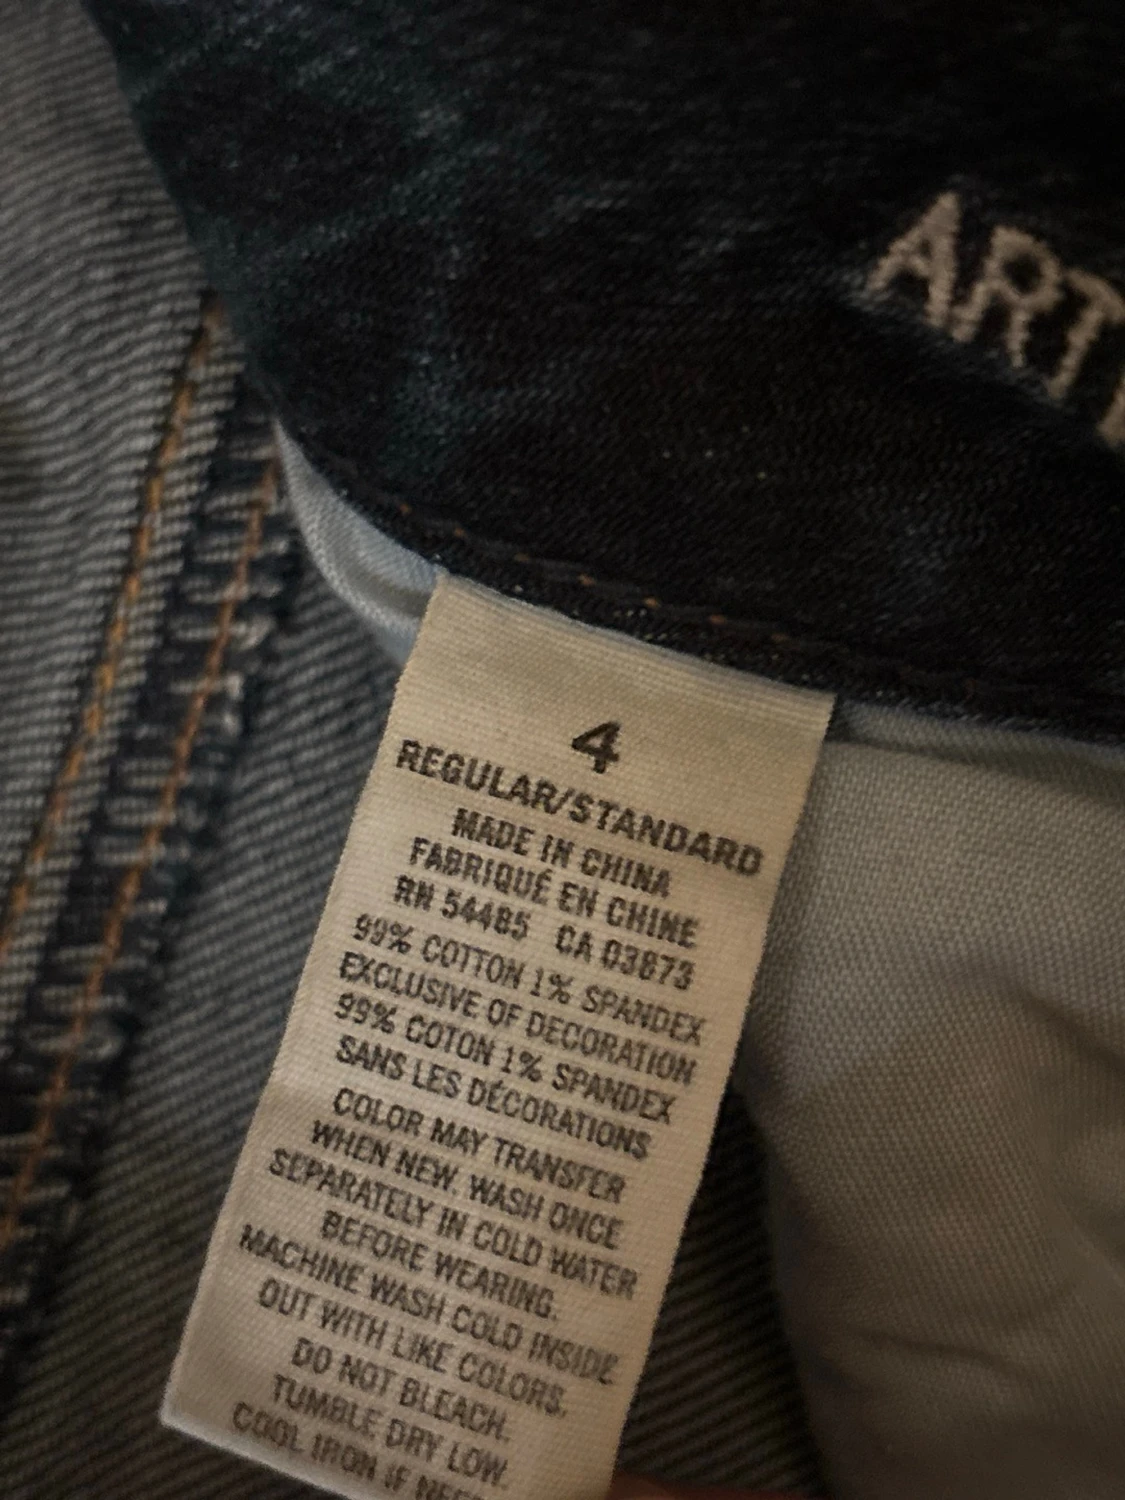 ART
4
REGULAR/STANDARD
MADE IN CHINA
FABRIQUÉ EN CHINE
RN 54485 CA 03873
99% COTTON 1% SPANDEX
EXCLUSIVE OF DECORATION
99% COTON 1% SPANDEX
SANS LES DÉCORATIONS
COLOR MAY TRANSFER
WHEN NEW. WASH ONCE
SEPARATELY IN COLD WATER
BEFORE WEARING.
MACHINE WASH COLD INSIDE
OUT WITH LIKE COLORS.
DO NOT BLEACH.
TUMBLE DRY LOW.
COOL IRON IF